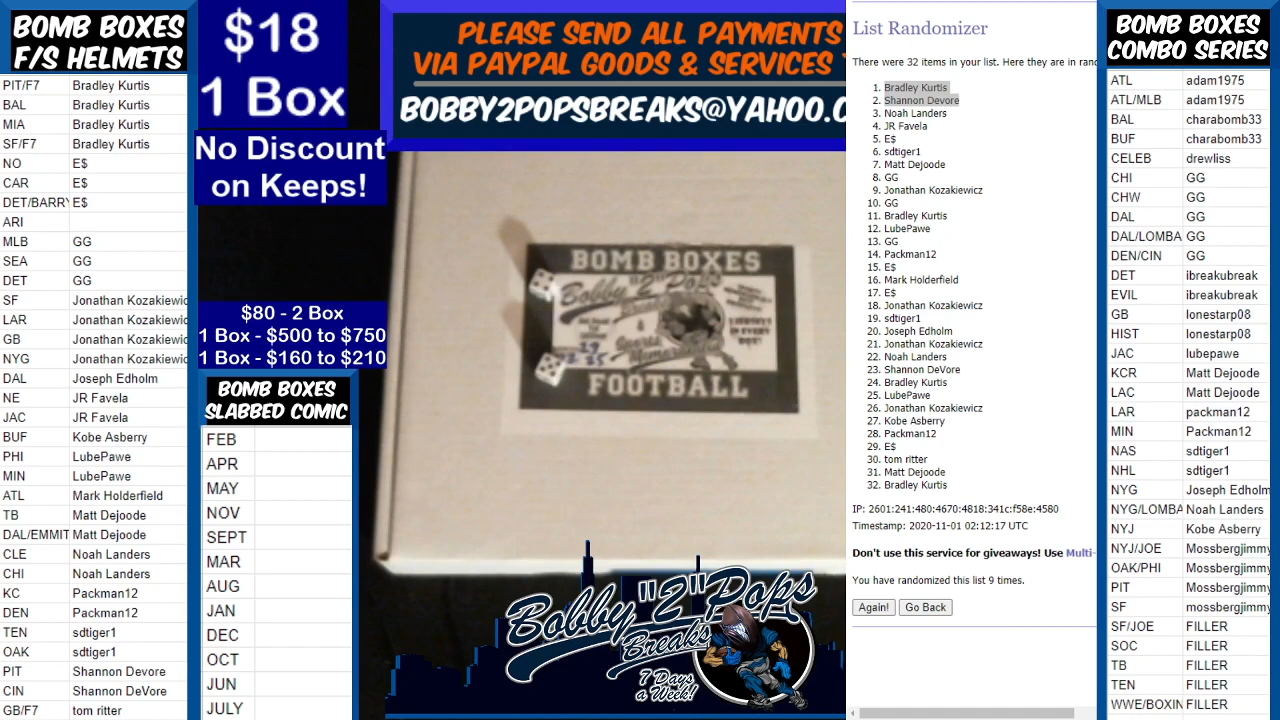 BOMB BOXES
F/S HELMETS
PIT/F7 Bradley Kurtis
BAL Bradley Kurtis
MIA Bradley Kurtis
SF/F7 Bradley Kurtis
NO E$
CAR E$
DET/BARRY E$
ARI
MLB GG
SEA GG
DET GG
SF Jonathan Kozakiewic
LAR Jonathan Kozakiewic
GB Jonathan Kozakiewic
NYG Jonathan Kozakiewic
DAL Joseph Edholm
NE JR Favela
JAC JR Favela
BUF Kobe Asberry
PHI LubePawe
MIN LubePawe
ATL Mark Holderfield
TB Matt Dejoode
DAL/EMMIT Matt Dejoode
CLE Noah Landers
CHI Noah Landers
KC Packman12
DEN Packman12
TEN sdtiger1
OAK sdtiger1
PIT Shannon Devore
CIN Shannon DeVore
GB/F7 tom ritter
$18
1 Box
No Discount
on Keeps!
$80 - 2 Box
1 Box - $500 to $750
1 Box - $160 to $210
BOMB BOXES
SLABBED COMIC
FEB
APR
MAY
NOV
SEPT
MAR
AUG
JAN
DEC
OCT
JUN
JULY
PLEASE SEND ALL PAYMENTS
VIA PAYPAL GOODS & SERVICES
BOBBY2POPSBREAKS@YAHOO.C
BOMB BOXES
Bobby "2" Pops
Sports
FOOTBALL
Bobby "2" Pops
Breaks
7 Days
a Week!
List Randomizer
There were 32 items in your list. Here they are in rand
1. Bradley Kurtis
2. Shannon Devore
3. Noah Landers
4. JR Favela
5. E$
6. sdtiger1
7. Matt Dejoode
8. GG
9. Jonathan Kozakiewicz
10. GG
11. Bradley Kurtis
12. LubePawe
13. GG
14. Packman12
15. E$
16. Mark Holderfield
17. E$
18. Jonathan Kozakiewicz
19. sdtiger1
20. Joseph Edholm
21. Jonathan Kozakiewicz
22. Noah Landers
23. Shannon DeVore
24. Bradley Kurtis
25. LubePawe
26. Jonathan Kozakiewicz
27. Kobe Asberry
28. Packman12
29. E$
30. tom ritter
31. Matt Dejoode
32. Bradley Kurtis
IP: 2601:241:480:4670:4818:341c:f58e:4580
Timestamp: 2020-11-01 02:12:17 UTC
Don't use this service for giveaways! Use Multi-
You have randomized this list 9 times.
Again! Go Back
BOMB BOXES
COMBO SERIES
ATL adam1975
ATL/MLB adam1975
BAL charabomb33
BUF charabomb33
CELEB drewliss
CHI GG
CHW GG
DAL GG
DAL/LOMBA GG
DEN/CIN GG
DET ibreakubreak
EVIL ibreakubreak
GB lonestarp08
HIST lonestarp08
JAC lubepawe
KCR Matt Dejoode
LAC Matt Dejoode
LAR packman12
MIN Packman12
NAS sdtiger1
NHL sdtiger1
NYG Joseph Edholm
NYG/LOMBA Noah Landers
NYJ Kobe Asberry
NYJ/JOE Mossbergjimmy
OAK/PHI Mossbergjimmy
PIT Mossbergjimmy
SF mossbergjimmy
SF/JOE FILLER
SOC FILLER
TB FILLER
TEN FILLER
WWE/BOXIN FILLER